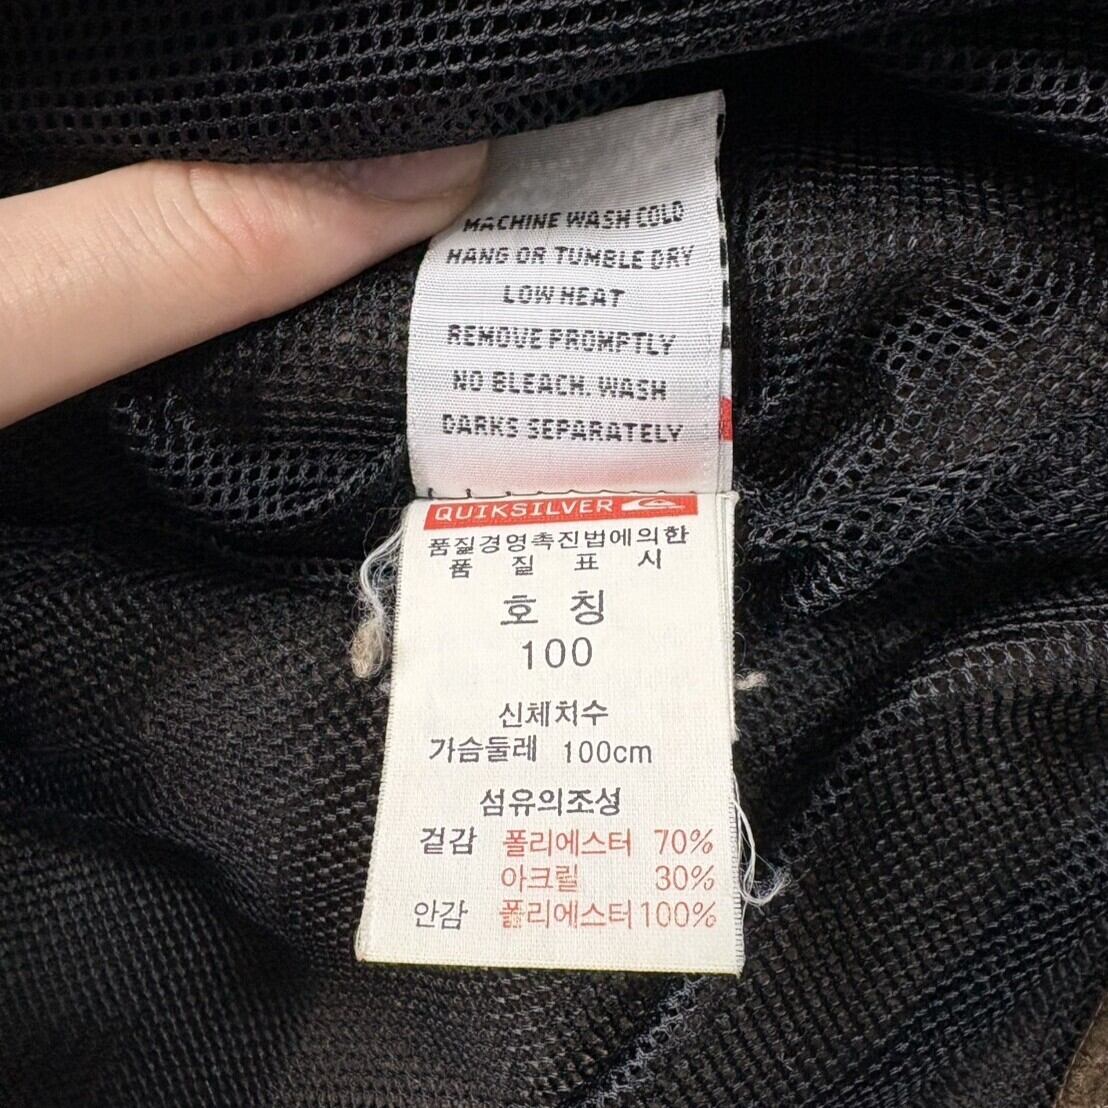 MACHINE WASH COLD
HANG OR TUMBLE DRY
LOW HEAT
REMOVE PROMPTLY
NO BLEACH. WASH
DARKS SEPARATELY
QUIKSILVER
품질경영촉진법에의한
품 질 표 시
호 칭
100
신체치수
가슴둘레 100cm
섬유의조성
겉감 폴리에스터 70%
아크릴 30%
안감 폴리에스터 100%